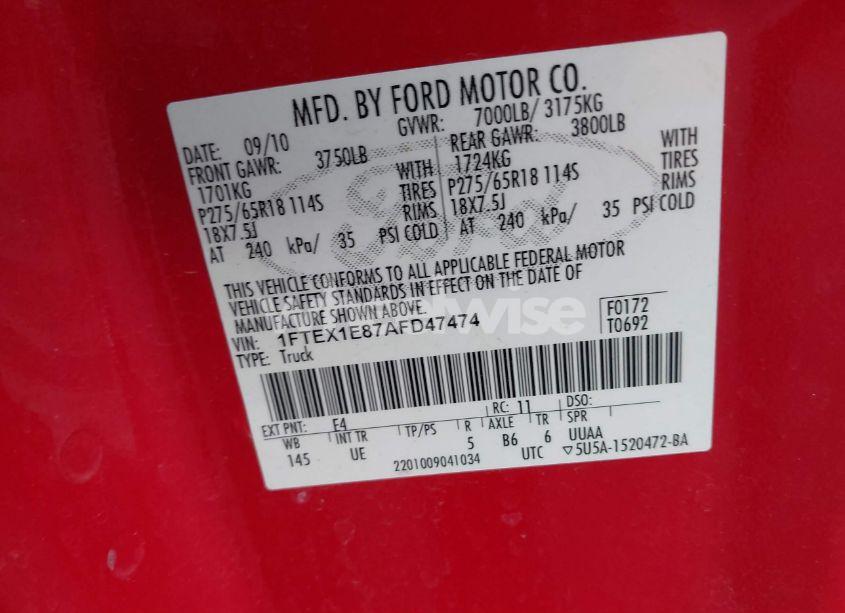 MFD. BY FORD MOTOR CO.
DATE: 09/10 GVWR: 7000LB/ 3175KG
FRONT GAWR: 3750LB REAR GAWR: 3800LB
1701KG WITH 1724KG WITH
P275/65R18 114S TIRES P275/65R18 114S TIRES
18X7.5J RIMS 18X7.5J RIMS
AT 240 kPa/ 35 PSI COLD AT 240 kPa/ 35 PSI COLD
THIS VEHICLE CONFORMS TO ALL APPLICABLE FEDERAL MOTOR
VEHICLE SAFETY STANDARDS IN EFFECT ON THE DATE OF
MANUFACTURE SHOWN ABOVE.
VIN: 1FTEX1E87AFD47474 F0172
TYPE: Truck T0692
EXT PNT: E4 RC: 11 DSO:
WB INT TR TP/PS R AXLE TR SPR
145 UE 5 B6 6 UUAA
2201009041034 UTC ▽5U5A-1520472-BA